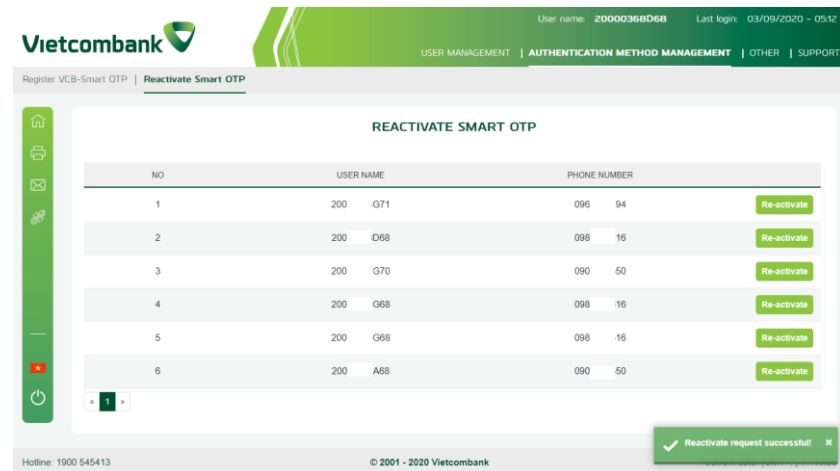 User name: 20000368D68 Last login: 03/09/2020 - 05:12
Vietcombank
USER MANAGEMENT | AUTHENTICATION METHOD MANAGEMENT | OTHER | SUPPORT
Register VCB-Smart OTP | Reactivate Smart OTP
REACTIVATE SMART OTP
NO USER NAME PHONE NUMBER
1 200 G71 096 94 Re-activate
2 200 D68 098 16 Re-activate
3 200 G70 090 50 Re-activate
4 200 G68 098 16 Re-activate
5 200 G68 098 16 Re-activate
6 200 A68 090 50 Re-activate
« 1 »
Reactivate request successful! ×
Hotline: 1900 545413 © 2001 - 2020 Vietcombank